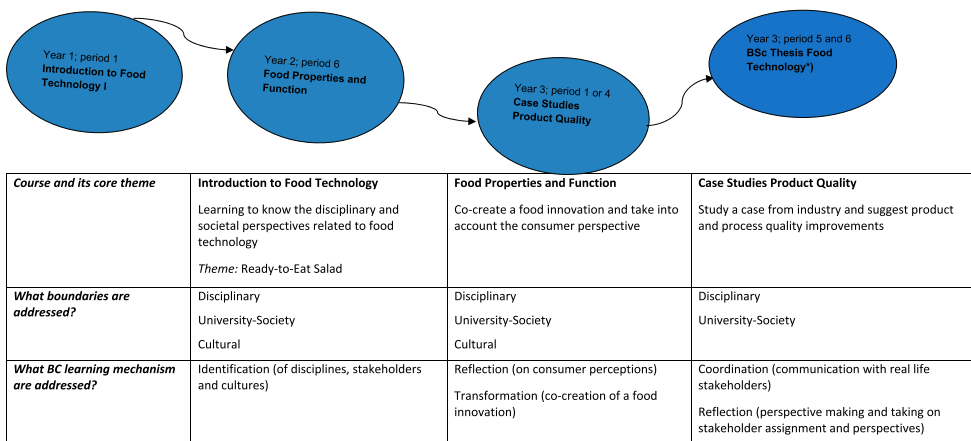 Year 1; period 1
Introduction to Food
Technology I
Year 2; period 6
Food Properties and
Function
Year 3; period 1 or 4
Case Studies
Product Quality
Year 3; period 5 and 6
BSc Thesis Food
Technology*)
Course and its core theme
Introduction to Food Technology
Learning to know the disciplinary and
societal perspectives related to food
technology
Theme: Ready-to-Eat Salad
Food Properties and Function
Co-create a food innovation and take into
account the consumer perspective
Case Studies Product Quality
Study a case from industry and suggest product
and process quality improvements
What boundaries are
addressed?
Disciplinary
University-Society
Cultural
Disciplinary
University-Society
Cultural
Disciplinary
University-Society
What BC learning mechanism
are addressed?
Identification (of disciplines, stakeholders
and cultures)
Reflection (on consumer perceptions)
Transformation (co-creation of a food
innovation)
Coordination (communication with real life
stakeholders)
Reflection (perspective making and taking on
stakeholder assignment and perspectives)